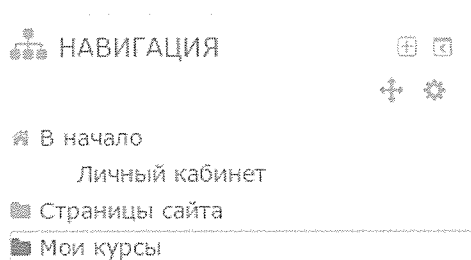 НАВИГАЦИЯ
В начало
Личный кабинет
Страницы сайта
Мои курсы